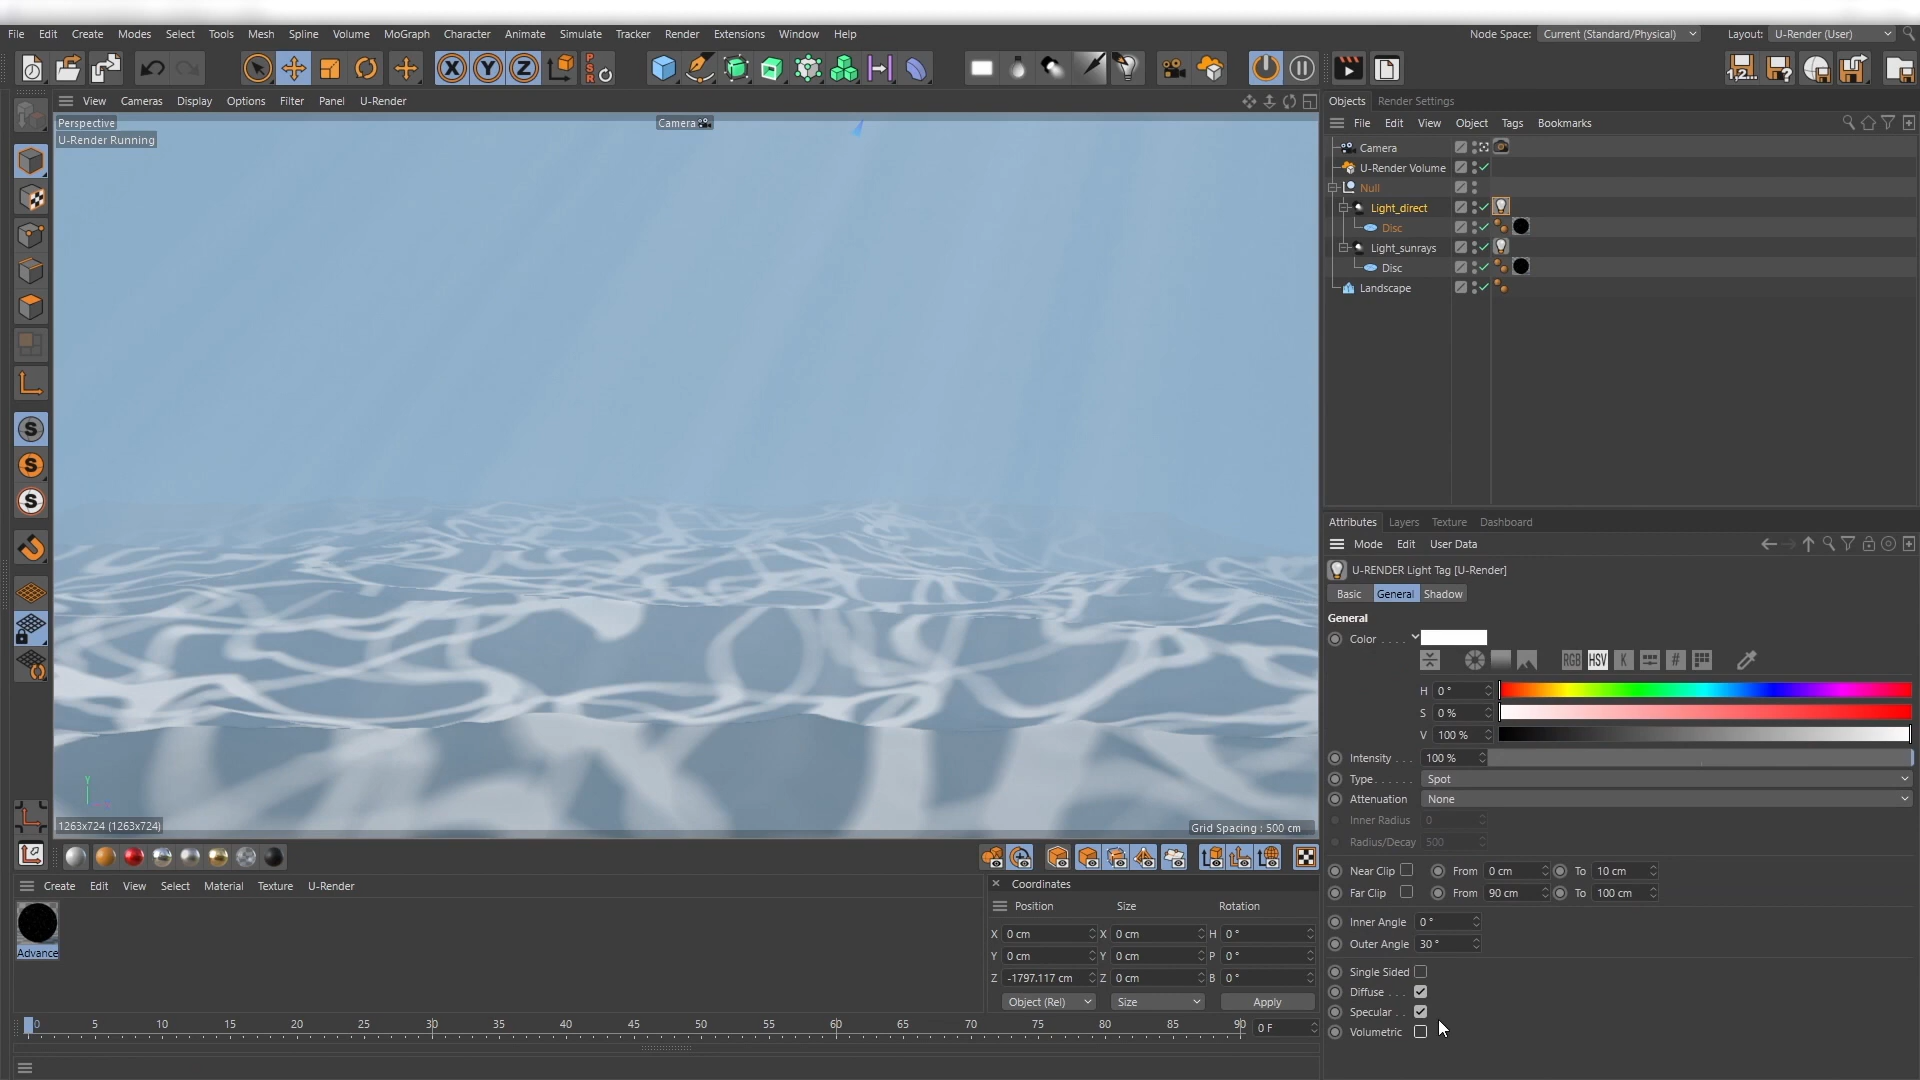 File Edit Create Modes Select Tools Mesh Spline Volume MoGraph Character Animate Simulate Tracker Render Extensions Window Help
Node Space: Current (Standard/Physical) Layout: U-Render (User)
X Y Z P S R 1 2...
View Cameras Display Options Filter Panel U-Render
Objects Render Settings
File Edit View Object Tags Bookmarks
Perspective
Camera
U-Render Running
Camera
U-Render Volume
Null
Light_direct
Disc
Light_sunrays
Disc
Landscape
S
S
S
Attributes Layers Texture Dashboard
Mode Edit User Data
U-RENDER Light Tag [U-Render]
Basic General Shadow
General
Color . . . .
RGB HSV K #
H 0 °
S 0 %
V 100 %
Intensity . 100 %
Type . . . . . . Spot
Attenuation None
Inner Radius 0
Radius/Decay 500
Near Clip From 0 cm To 10 cm
Far Clip From 90 cm To 100 cm
Inner Angle 0 °
Outer Angle 30 °
Single Sided
Diffuse . . .
Specular . .
Volumetric
Y
1263x724 (1263x724)
Grid Spacing : 500 cm
Create Edit View Select Material Texture U-Render
Advance
Coordinates
Position Size Rotation
X 0 cm X 0 cm H 0 °
Y 0 cm Y 0 cm P 0 °
Z -1797.117 cm Z 0 cm B 0 °
Object (Rel) Size Apply
0 5 10 15 20 25 30 35 40 45 50 55 60 65 70 75 80 85 90 0 F